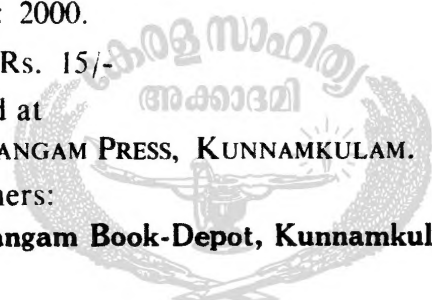 : 2000.
Rs. 15/-
കേരള സാഹിത്യ
അക്കാദമി
d at
ANGAM PRESS, KUNNAMKULAM.
ners:
angam Book-Depot, Kunnamkul